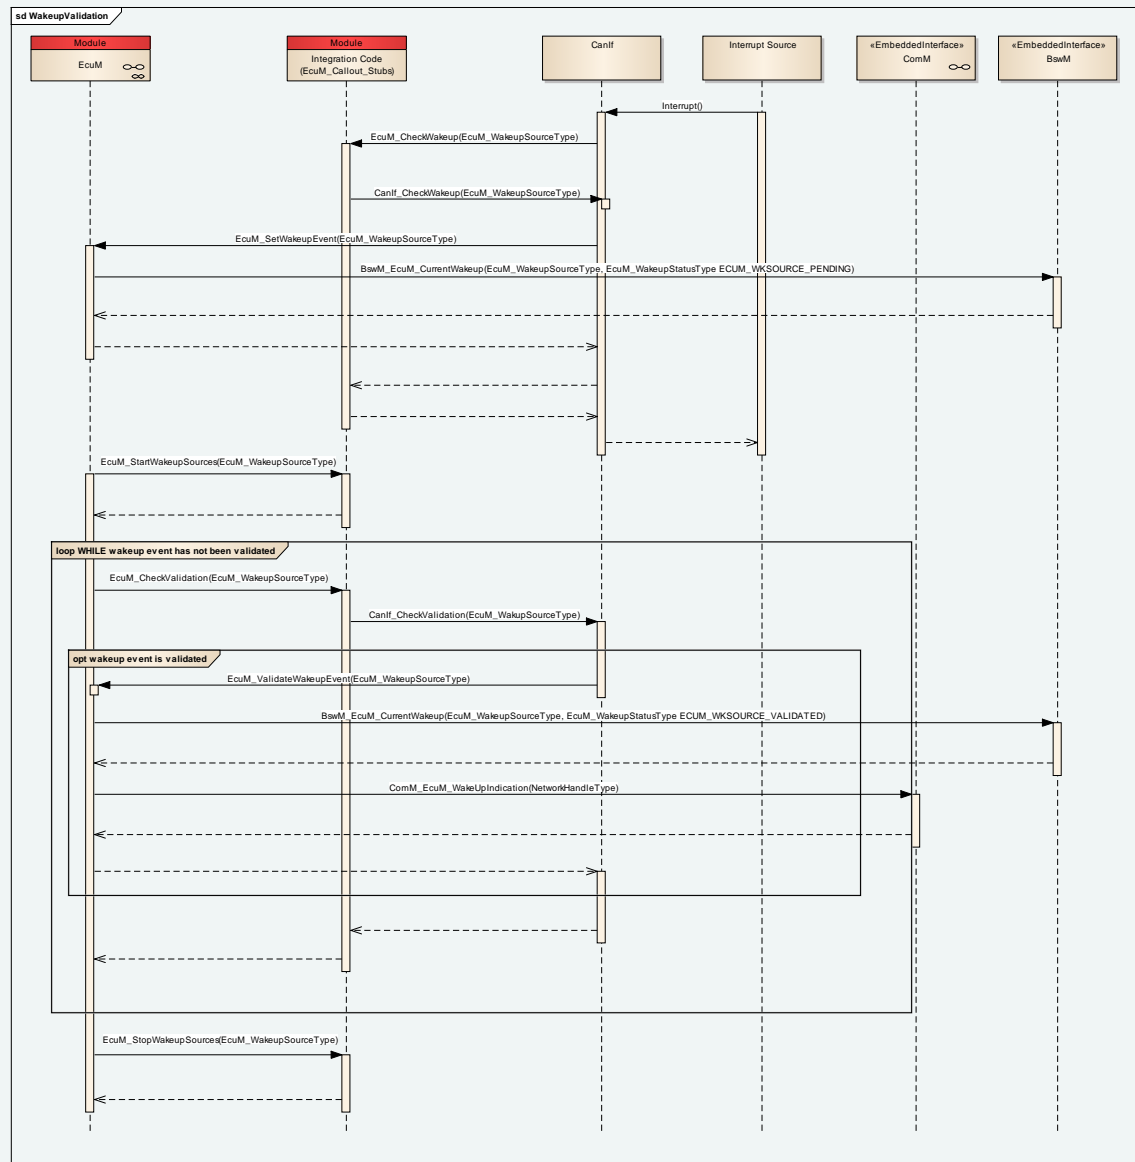 sd WakeupValidation
Module
EcuM
Module
Integration Code
(EcuM_Callout_Stubs)
CanIf
Interrupt Source
«EmbeddedInterface»
ComM
«EmbeddedInterface»
BswM
Interrupt()
EcuM_CheckWakeup(EcuM_WakeupSourceType)
CanIf_CheckWakeup(EcuM_WakeupSourceType)
EcuM_SetWakeupEvent(EcuM_WakeupSourceType)
BswM_EcuM_CurrentWakeup(EcuM_WakeupSourceType, EcuM_WakeupStatusType ECUM_WKSOURCE_PENDING)
EcuM_StartWakeupSources(EcuM_WakeupSourceType)
loop WHILE wakeup event has not been validated
EcuM_CheckValidation(EcuM_WakeupSourceType)
CanIf_CheckValidation(EcuM_WakupSourceType)
opt wakeup event is validated
EcuM_ValidateWakeupEvent(EcuM_WakeupSourceType)
BswM_EcuM_CurrentWakeup(EcuM_WakeupSourceType, EcuM_WakeupStatusType ECUM_WKSOURCE_VALIDATED)
ComM_EcuM_WakeUpIndication(NetworkHandleType)
EcuM_StopWakeupSources(EcuM_WakeupSourceType)